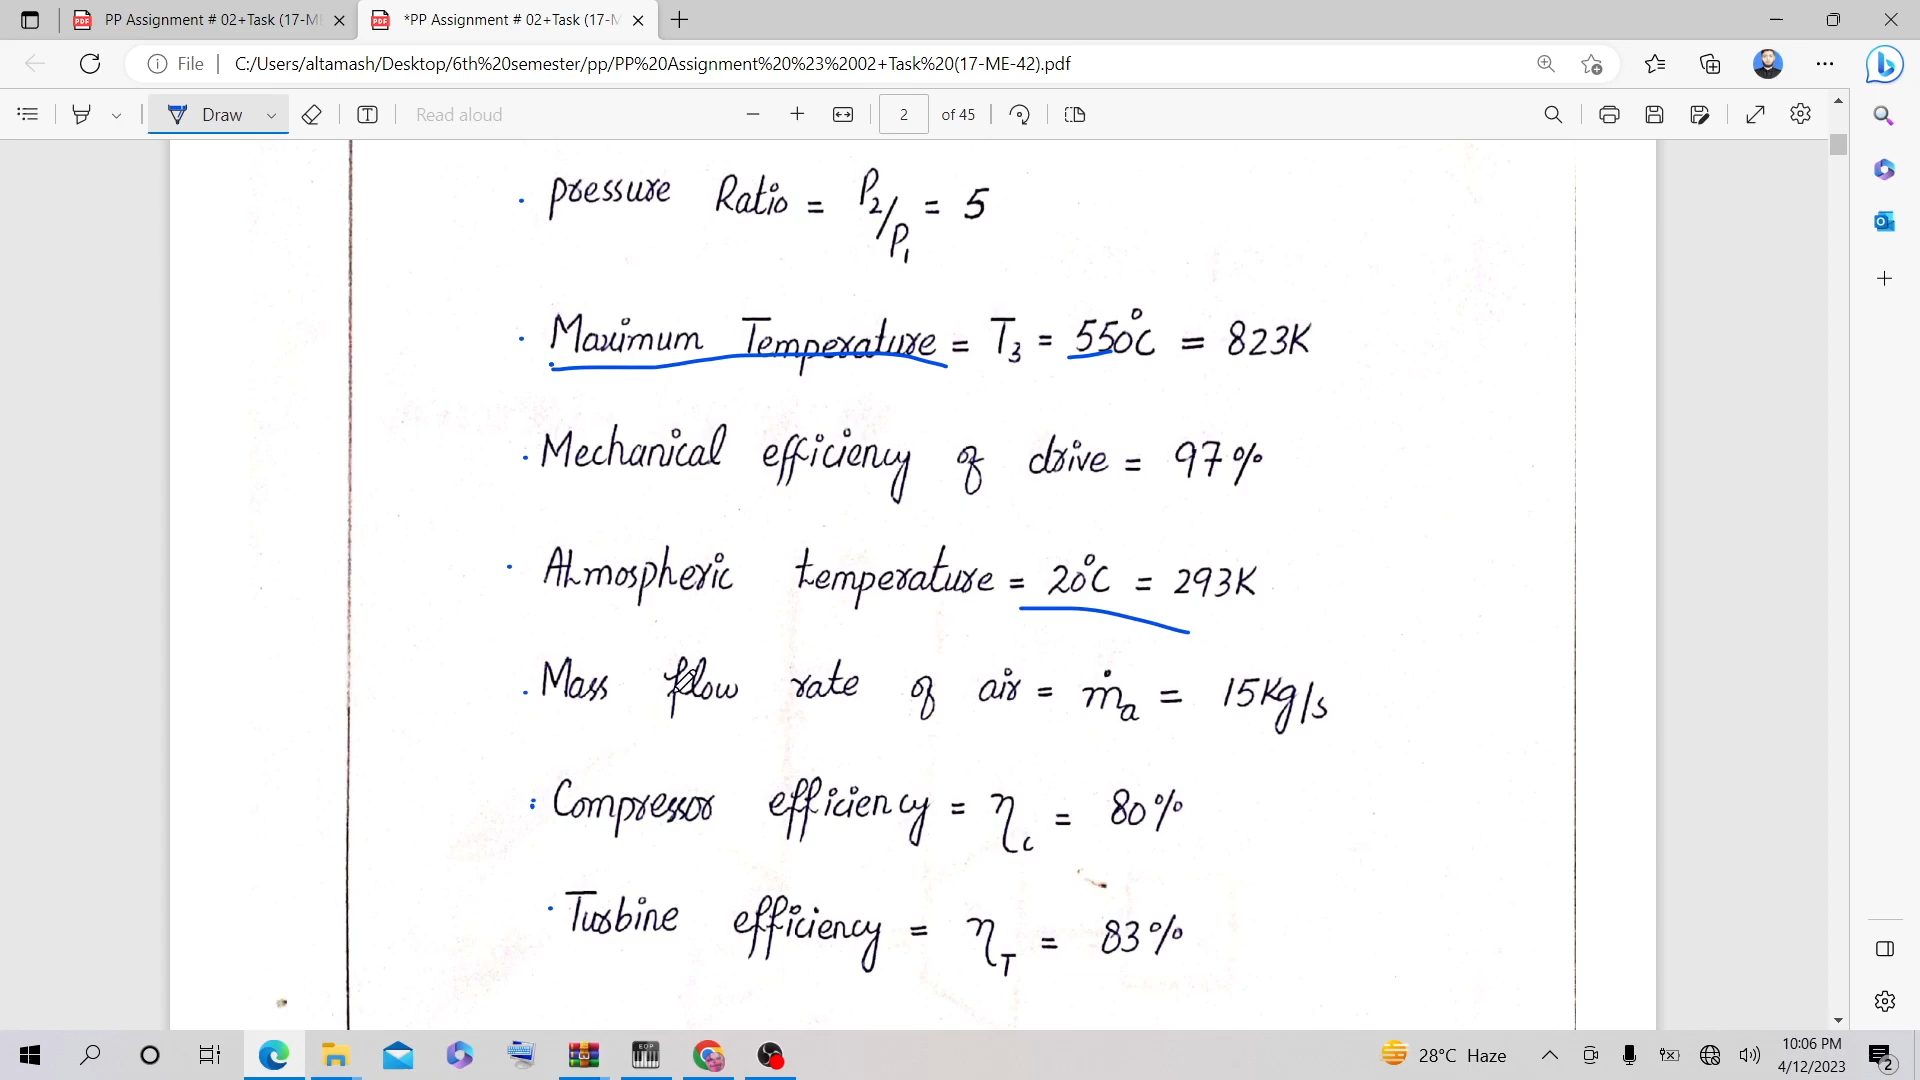 PP Assignment # 02+Task (17-M
*PP Assignment # 02+Task (17-M
File
C:/Users/altamash/Desktop/6th%20semester/pp/PP%20Assignment%20%23%2002+Task%20(17-ME-42).pdf
Draw
Read aloud
2 of 45
. Pressure Ratio = P2/P1 = 5
. Maximum Temperature = T3 = 550°C = 823K
. Mechanical efficiency of drive = 97%
. Atmospheric temperature = 20°C = 293K
. Mass flow rate of air = ṁa = 15Kg/s
: Compressor efficiency = ηc = 80%
. Turbine efficiency = ηT = 83%
EOP
28°C Haze
10:06 PM
4/12/2023
2